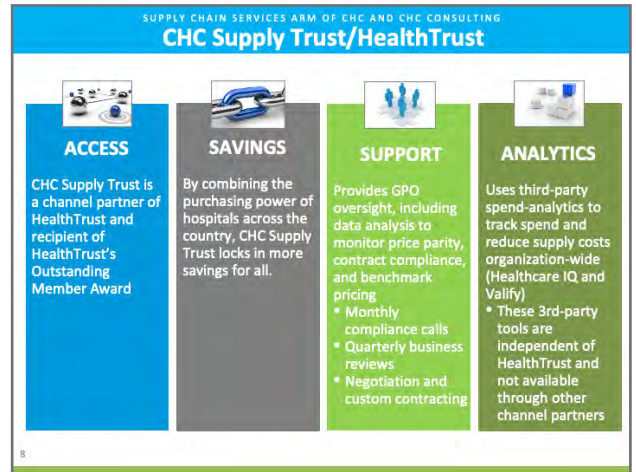 SUPPLY CHAIN SERVICES ARM OF CHC AND CHC CONSULTING
CHC Supply Trust/HealthTrust
ACCESS
CHC Supply Trust is
a channel partner of
HealthTrust and
recipient of
HealthTrust's
Outstanding
Member Award
SAVINGS
By combining the
purchasing power of
hospitals across the
country, CHC Supply
Trust locks in more
savings for all.
SUPPORT
Provides GPO
oversight, including
data analysis to
monitor price parity,
contract compliance,
and benchmark
pricing
▪ Monthly
compliance calls
▪ Quarterly business
reviews
▪ Negotiation and
custom contracting
ANALYTICS
Uses third-party
spend-analytics to
track spend and
reduce supply costs
organization-wide
(Healthcare IQ and
Valify)
▪ These 3rd-party
tools are
independent of
HealthTrust and
not available
through other
channel partners
8